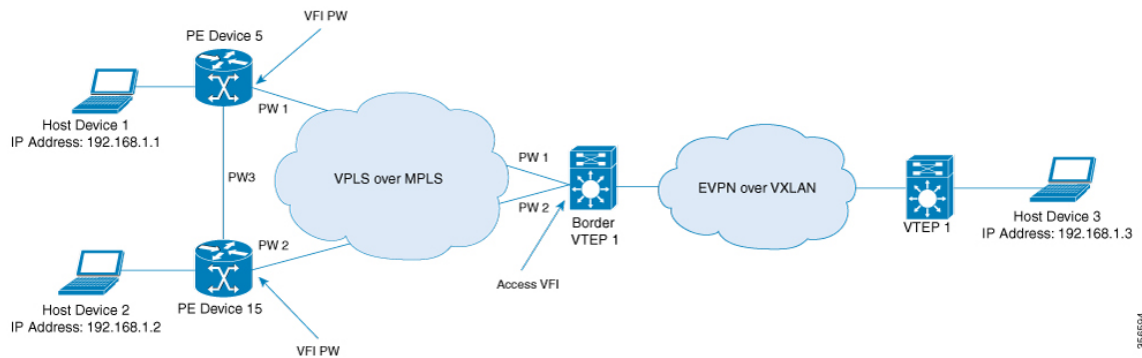 VFI PW
PE Device 5
PW 1
Host Device 1
IP Address: 192.168.1.1
PW3
VPLS over MPLS
PW 1
PW 2
Border
VTEP 1
EVPN over VXLAN
VTEP 1
Host Device 3
IP Address: 192.168.1.3
PW 2
Access VFI
Host Device 2
IP Address: 192.168.1.2
PE Device 15
VFI PW
356594